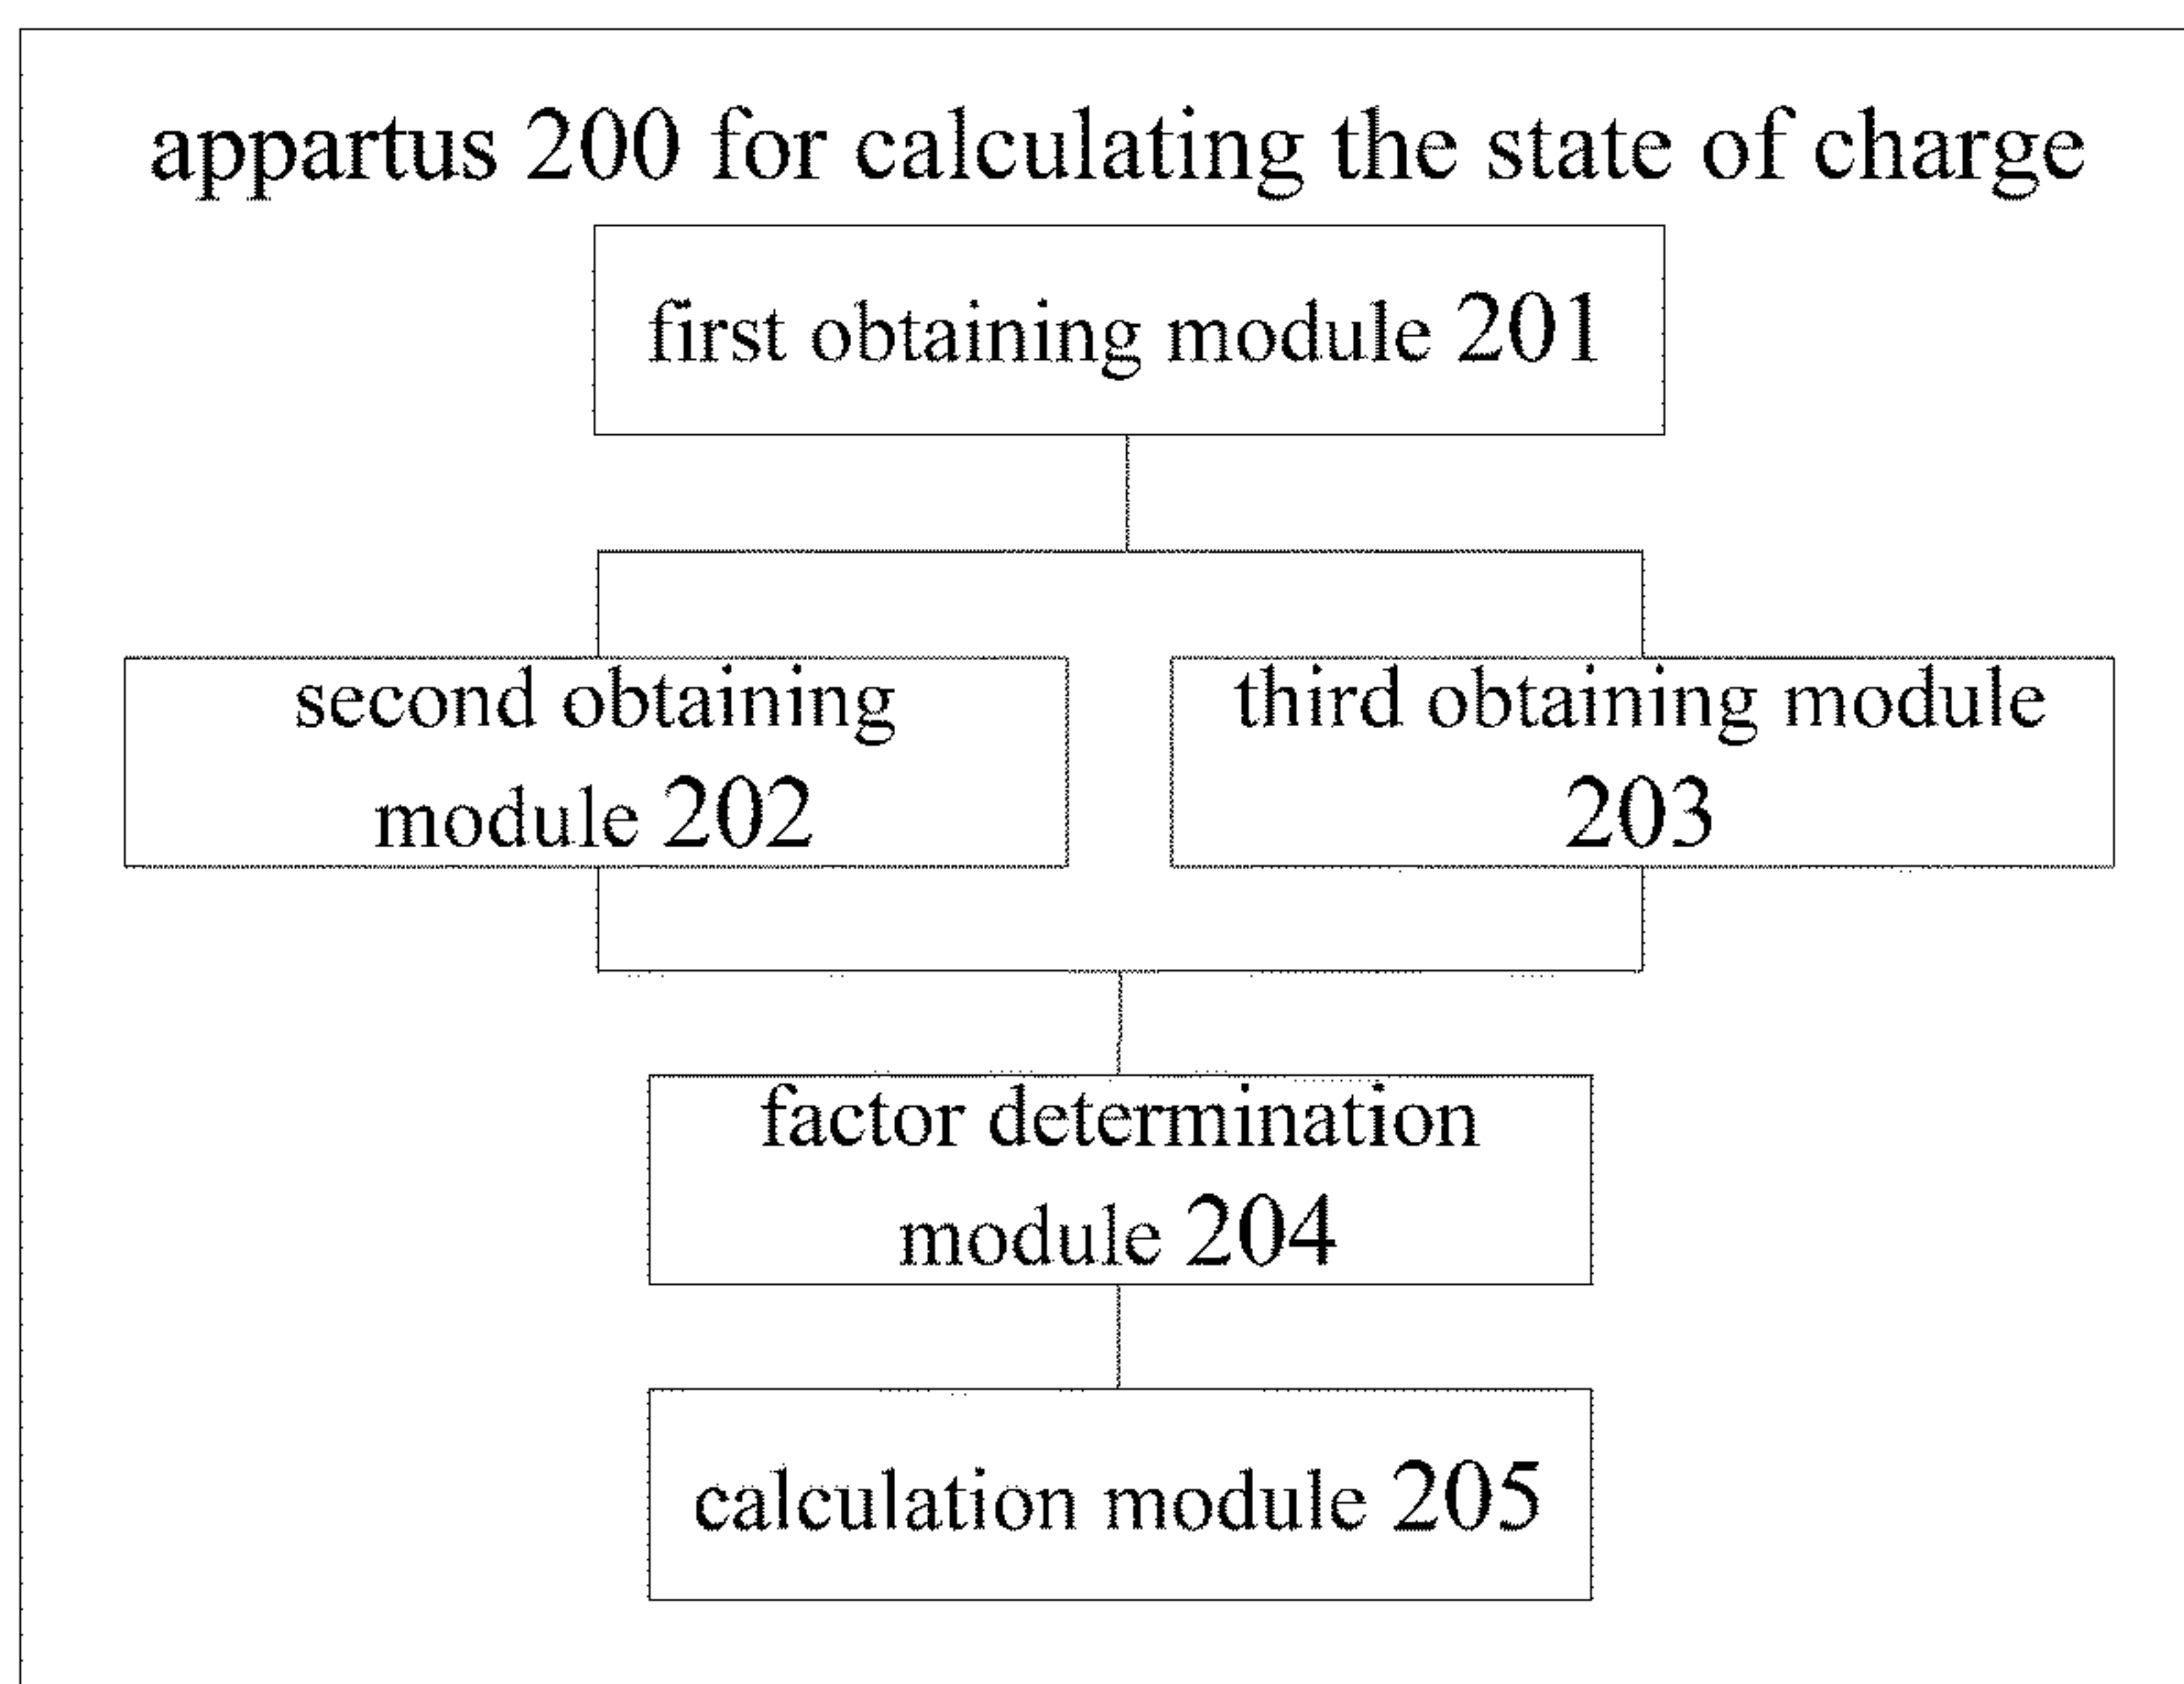 appartus 200 for calculating the state of charge
first obtaining module 201
second obtaining
module 202
third obtaining module
203
factor determination
module 204
calculation module 205